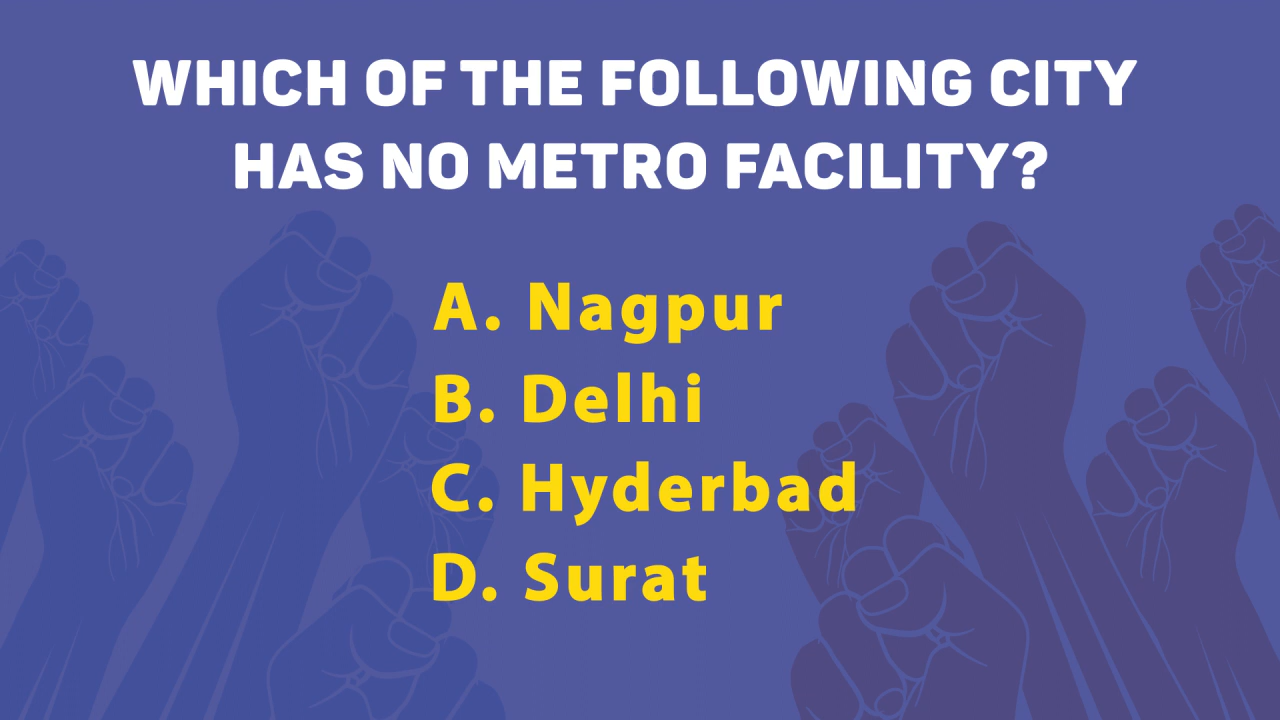 WHICH OF THE FOLLOWING CITY
HAS NO METRO FACILITY?
A. Nagpur
B. Delhi
C. Hyderbad
D. Surat